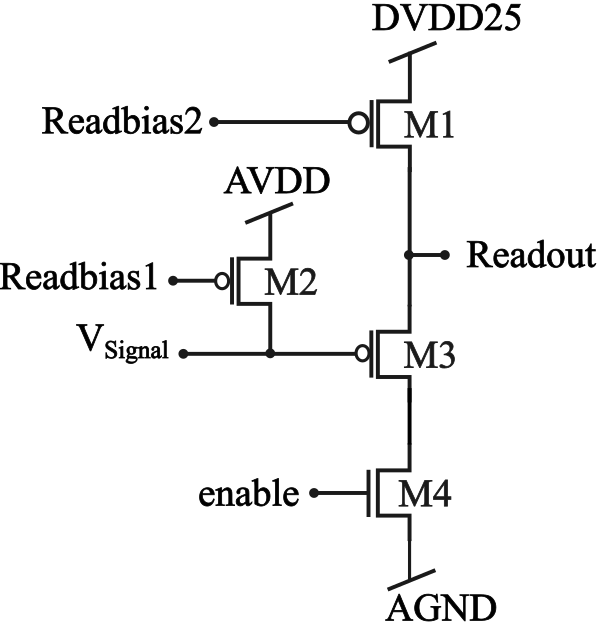 DVDD25
Readbias2
M1
AVDD
Readout
Readbias1
M2
VSignal
M3
enable
M4
AGND